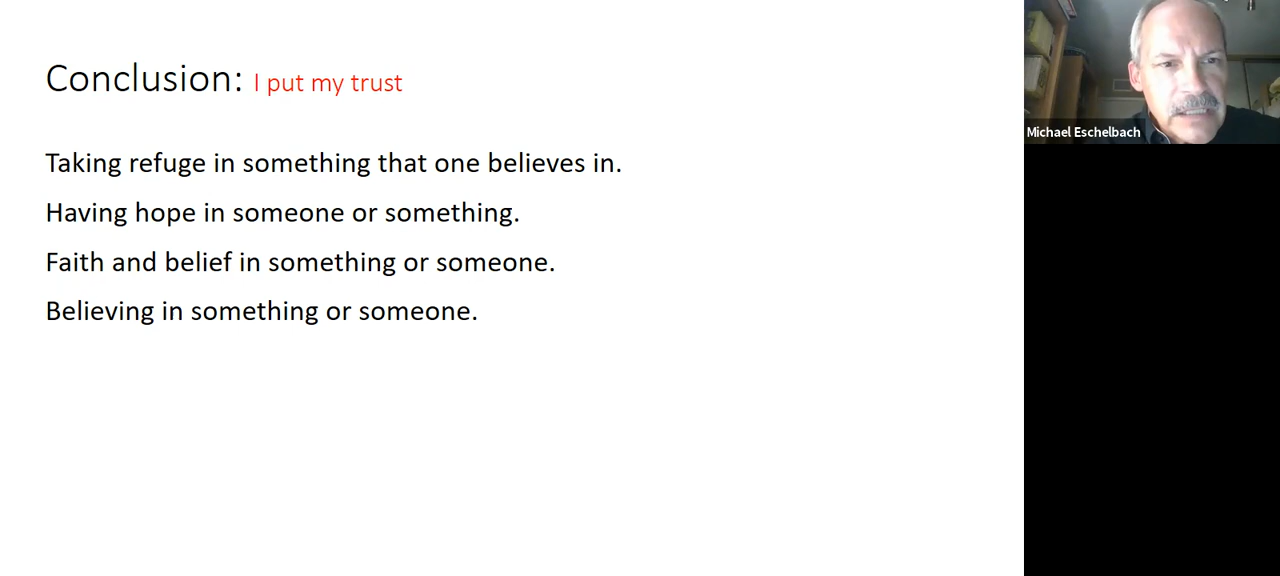 Conclusion: I put my trust
Taking refuge in something that one believes in.
Having hope in someone or something.
Faith and belief in something or someone.
Believing in something or someone.
Michael Eschelbach